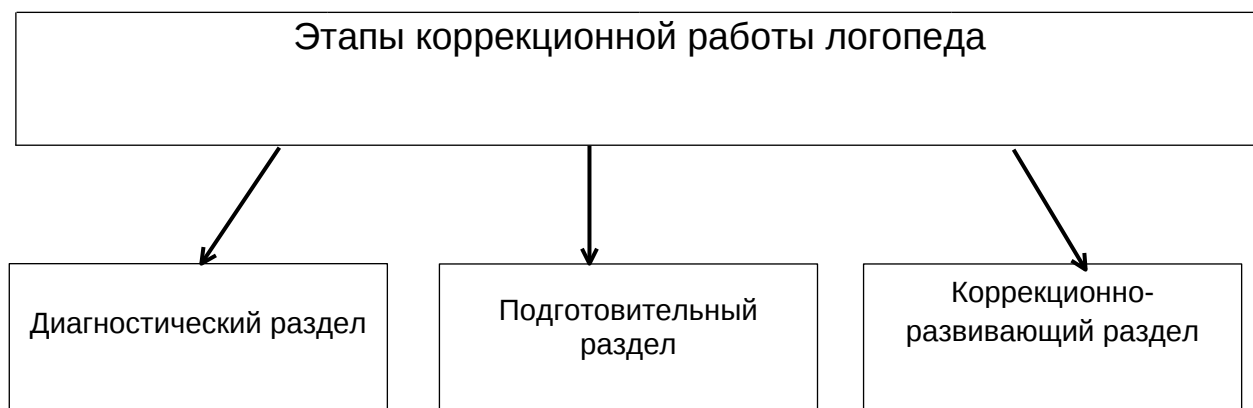 Этапы коррекционной работы логопеда
Диагностический раздел
Подготовительный
раздел
Коррекционно-
развивающий раздел